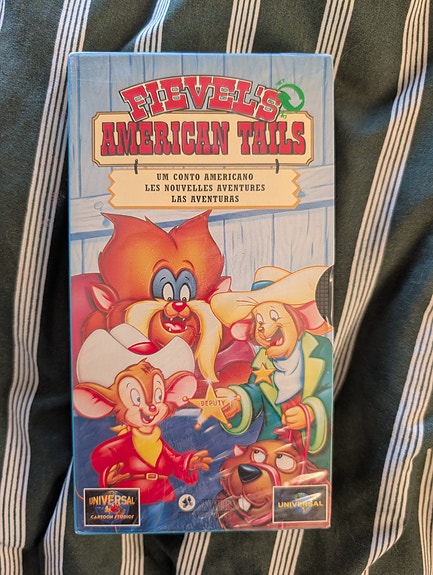 FIEVEL'S
AMERICAN TAILS
UM CONTO AMERICANO
LES NOUVELLES AVENTURES
LAS AVENTURAS
DEPUTY
UNIVERSAL
CARTOON STUDIOS
UNIVERSAL